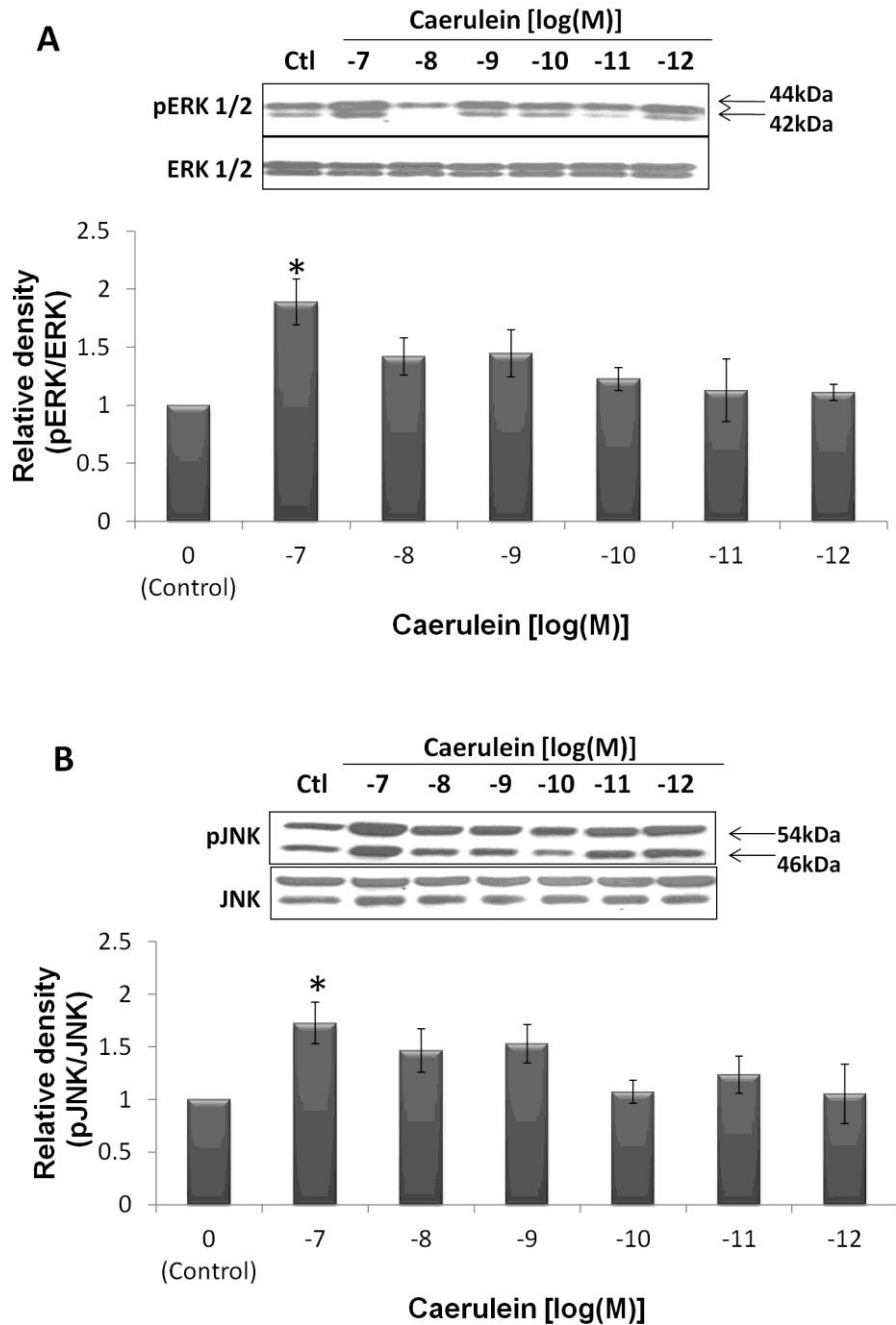 A
Caerulein [log(M)]
Ctl -7 -8 -9 -10 -11 -12
pERK 1/2
44kDa
42kDa
ERK 1/2
Relative density
(pERK/ERK)
2.5
2
1.5
1
0.5
0
*
0 -7 -8 -9 -10 -11 -12
(Control)
Caerulein [log(M)]
B
Caerulein [log(M)]
Ctl -7 -8 -9 -10 -11 -12
pJNK
54kDa
46kDa
JNK
Relative density
(pJNK/JNK)
2.5
2
1.5
1
0.5
0
*
0 -7 -8 -9 -10 -11 -12
(Control)
Caerulein [log(M)]